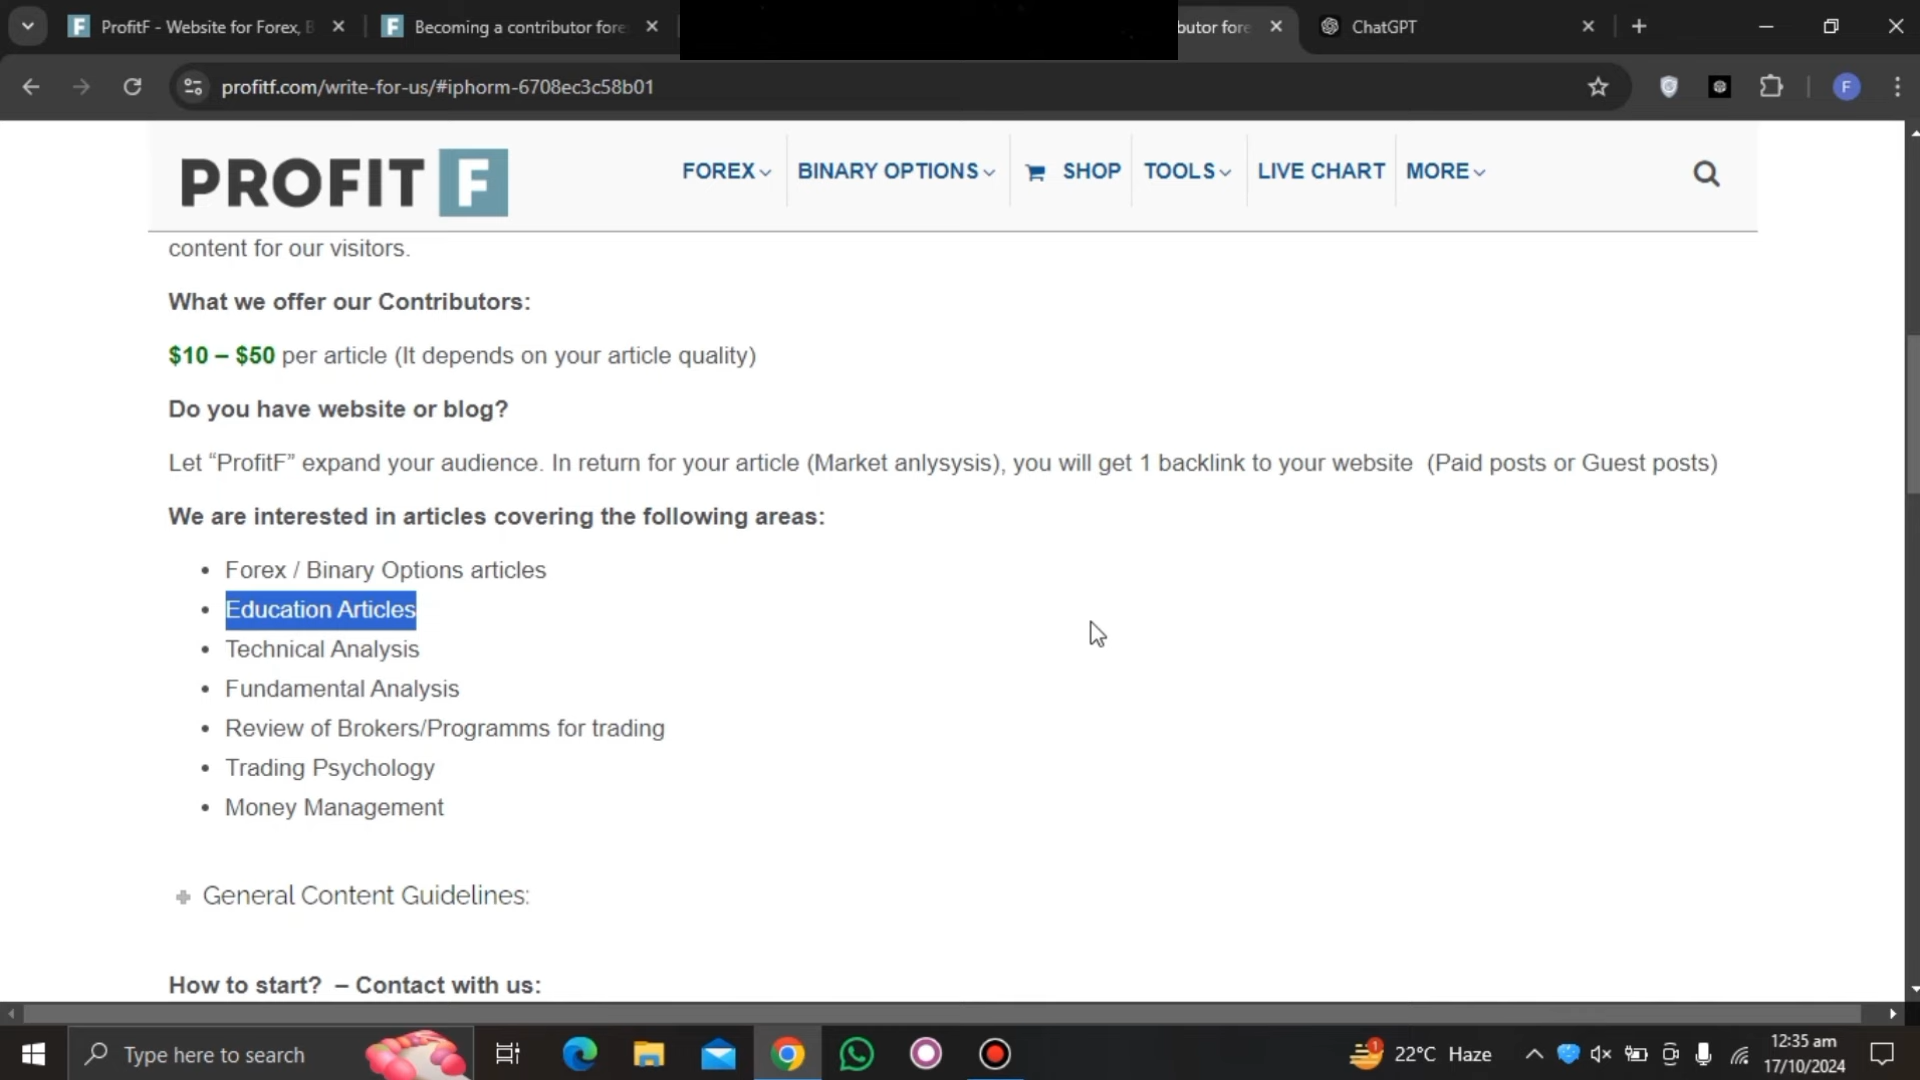 ProfitF - Website for Forex, B
Becoming a contributor fore
butor fore
ChatGPT
profitf.com/write-for-us/#iphorm-6708ec3c58b01
F
PROFIT F
FOREX
BINARY OPTIONS
SHOP
TOOLS
LIVE CHART
MORE
content for our visitors.
What we offer our Contributors:
$10 – $50 per article (It depends on your article quality)
Do you have website or blog?
Let “ProfitF” expand your audience. In return for your article (Market anlysysis), you will get 1 backlink to your website (Paid posts or Guest posts)
We are interested in articles covering the following areas:
• Forex / Binary Options articles
• Education Articles
• Technical Analysis
• Fundamental Analysis
• Review of Brokers/Programms for trading
• Trading Psychology
• Money Management
General Content Guidelines:
How to start? – Contact with us:
Type here to search
1
22°C Haze
12:35 am
17/10/2024